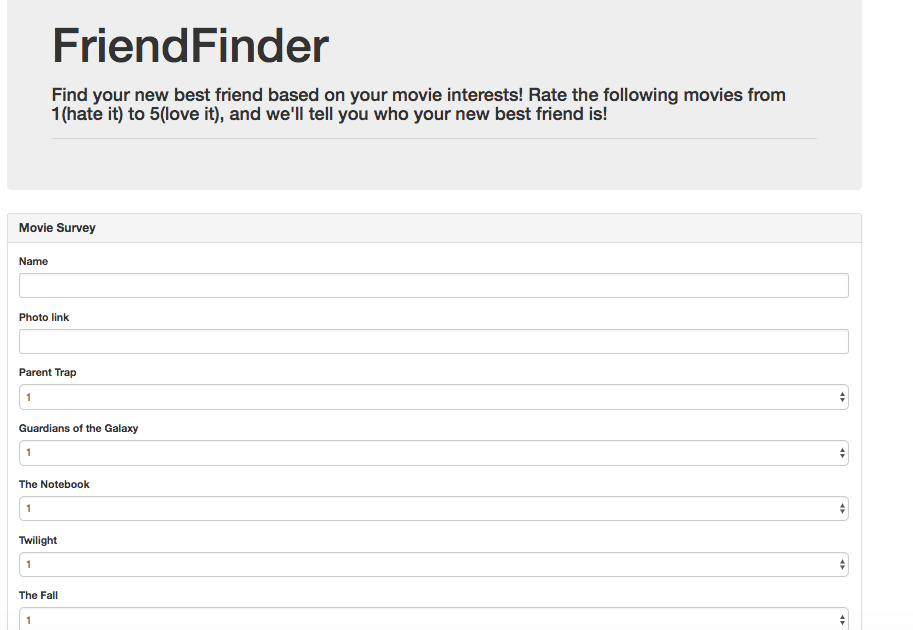 FriendFinder
Find your new best friend based on your movie interests! Rate the following movies from
1(hate it) to 5(love it), and we'll tell you who your new best friend is!
Movie Survey
Name
Photo link
Parent Trap
1
Guardians of the Galaxy
1
The Notebook
1
Twilight
1
The Fall
1